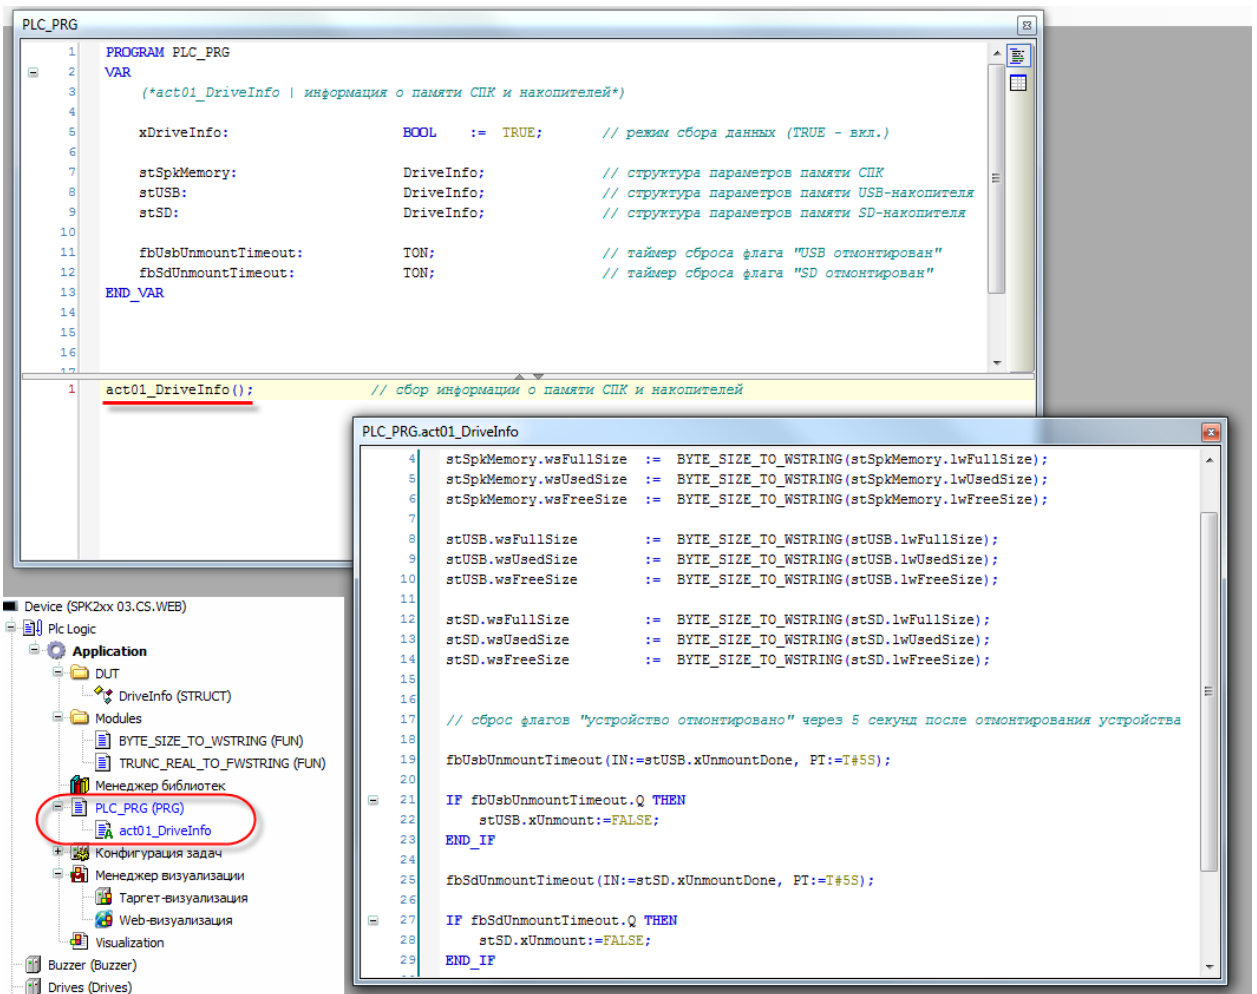 PLC_PRG
1 PROGRAM PLC_PRG
2 VAR
3 (*act01_DriveInfo | информация о памяти СПК и накопителей*)
4
5 xDriveInfo: BOOL := TRUE; // режим сбора данных (TRUE - вкл.)
6
7 stSpkMemory: DriveInfo; // структура параметров памяти СПК
8 stUSB: DriveInfo; // структура параметров памяти USB-накопителя
9 stSD: DriveInfo; // структура параметров памяти SD-накопителя
10
11 fbUsbUnmountTimeout: TON; // таймер сброса флага "USB отмонтирован"
12 fbSdUnmountTimeout: TON; // таймер сброса флага "SD отмонтирован"
13 END_VAR
14
15
16
17
1 act01_DriveInfo(); // сбор информации о памяти СПК и накопителей
PLC_PRG.act01_DriveInfo
4 stSpkMemory.wsFullSize := BYTE_SIZE_TO_WSTRING(stSpkMemory.lwFullSize);
5 stSpkMemory.wsUsedSize := BYTE_SIZE_TO_WSTRING(stSpkMemory.lwUsedSize);
6 stSpkMemory.wsFreeSize := BYTE_SIZE_TO_WSTRING(stSpkMemory.lwFreeSize);
7
8 stUSB.wsFullSize := BYTE_SIZE_TO_WSTRING(stUSB.lwFullSize);
9 stUSB.wsUsedSize := BYTE_SIZE_TO_WSTRING(stUSB.lwUsedSize);
10 stUSB.wsFreeSize := BYTE_SIZE_TO_WSTRING(stUSB.lwFreeSize);
11
12 stSD.wsFullSize := BYTE_SIZE_TO_WSTRING(stSD.lwFullSize);
13 stSD.wsUsedSize := BYTE_SIZE_TO_WSTRING(stSD.lwUsedSize);
14 stSD.wsFreeSize := BYTE_SIZE_TO_WSTRING(stSD.lwFreeSize);
15
16
17 // сброс флагов "устройство отмонтировано" через 5 секунд после отмонтирования устройства
18
19 fbUsbUnmountTimeout(IN:=stUSB.xUnmountDone, PT:=T#5S);
20
21 IF fbUsbUnmountTimeout.Q THEN
22 stUSB.xUnmount:=FALSE;
23 END_IF
24
25 fbSdUnmountTimeout(IN:=stSD.xUnmountDone, PT:=T#5S);
26
27 IF fbSdUnmountTimeout.Q THEN
28 stSD.xUnmount:=FALSE;
29 END_IF
Device (SPK2xx 03.CS.WEB)
Plc Logic
Application
DUT
DriveInfo (STRUCT)
Modules
BYTE_SIZE_TO_WSTRING (FUN)
TRUNC_REAL_TO_FWSTRING (FUN)
Менеджер библиотек
PLC_PRG (PRG)
act01_DriveInfo
Конфигурация задач
Менеджер визуализации
Таргет-визуализация
Web-визуализация
Visualization
Buzzer (Buzzer)
Drives (Drives)